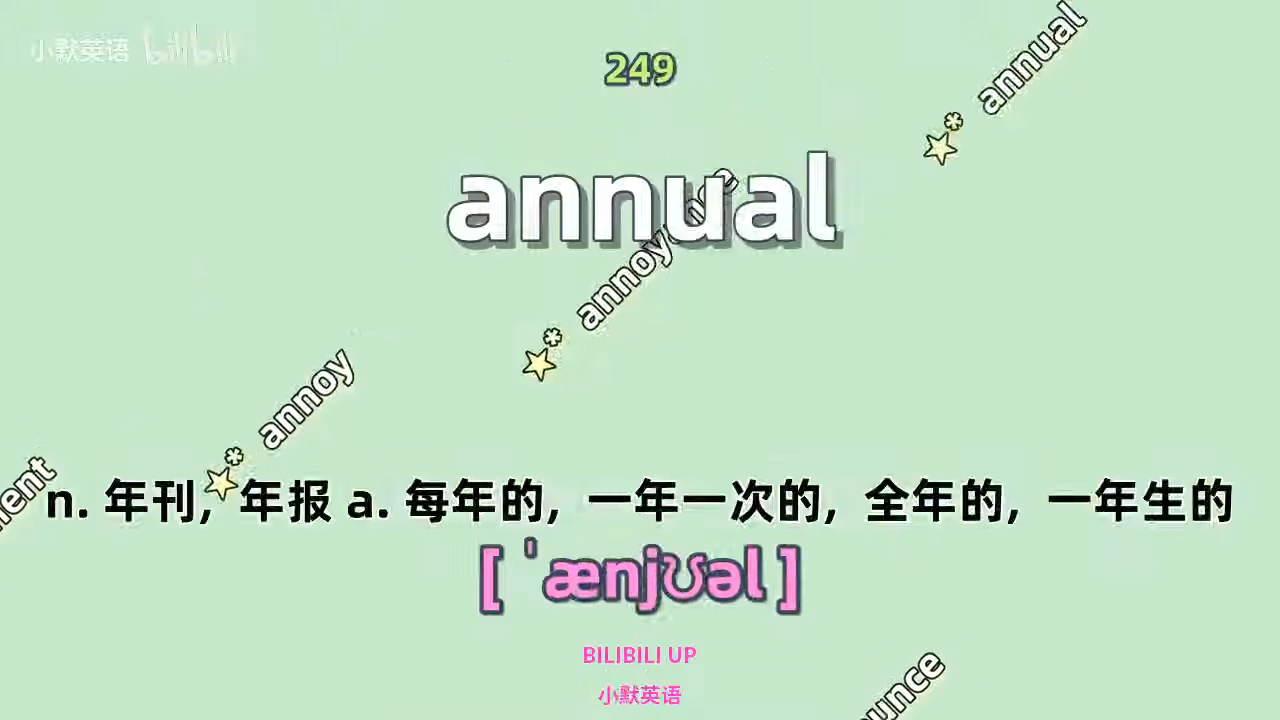 小默英语 bilibili
249
annual
annual
annoyance
annoy
n. 年刊, 年报 a. 每年的, 一年一次的, 全年的, 一年生的
[ ˈænjʊəl ]
BILIBILI UP
小默英语